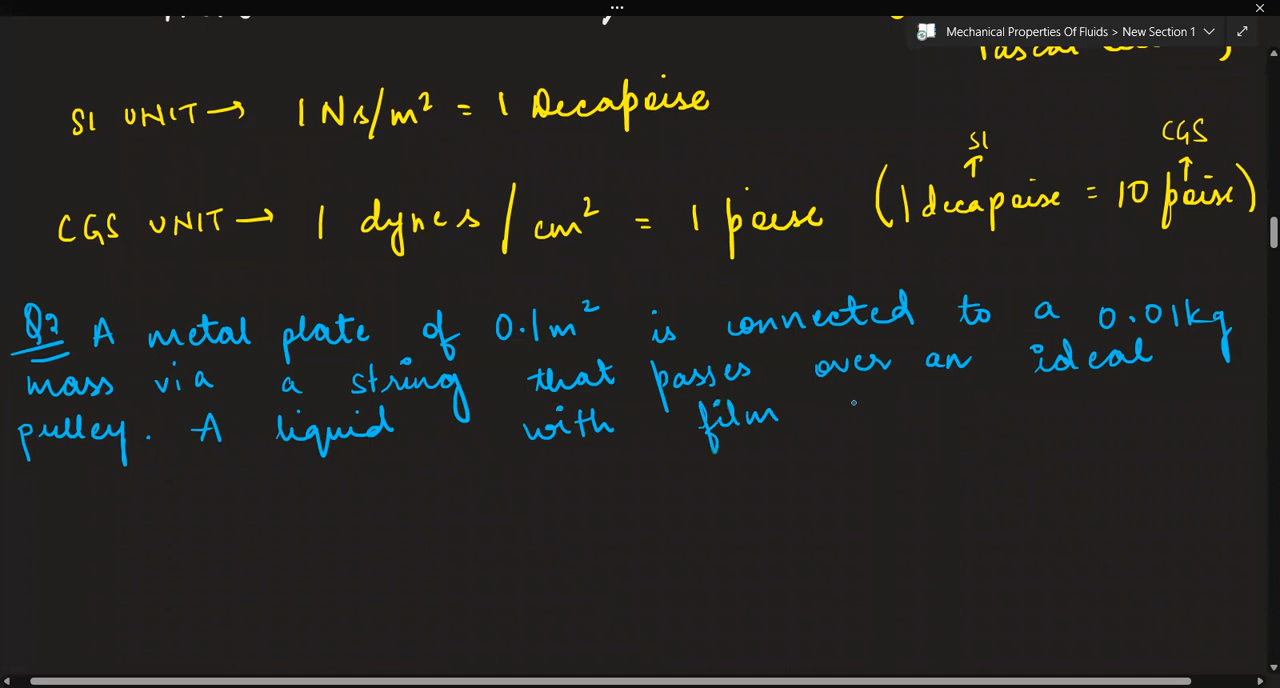 Mechanical Properties Of Fluids > New Section 1
Pascal
SI UNIT → 1 Ns/m² = 1 Decapoise
SI CGS
CGS UNIT → 1 dynes/cm² = 1 poise (1 decapoise = 10 poise)
Q2 A metal plate of 0.1m² is connected to a 0.01kg
mass via a string that passes over an ideal
pulley. A liquid with film